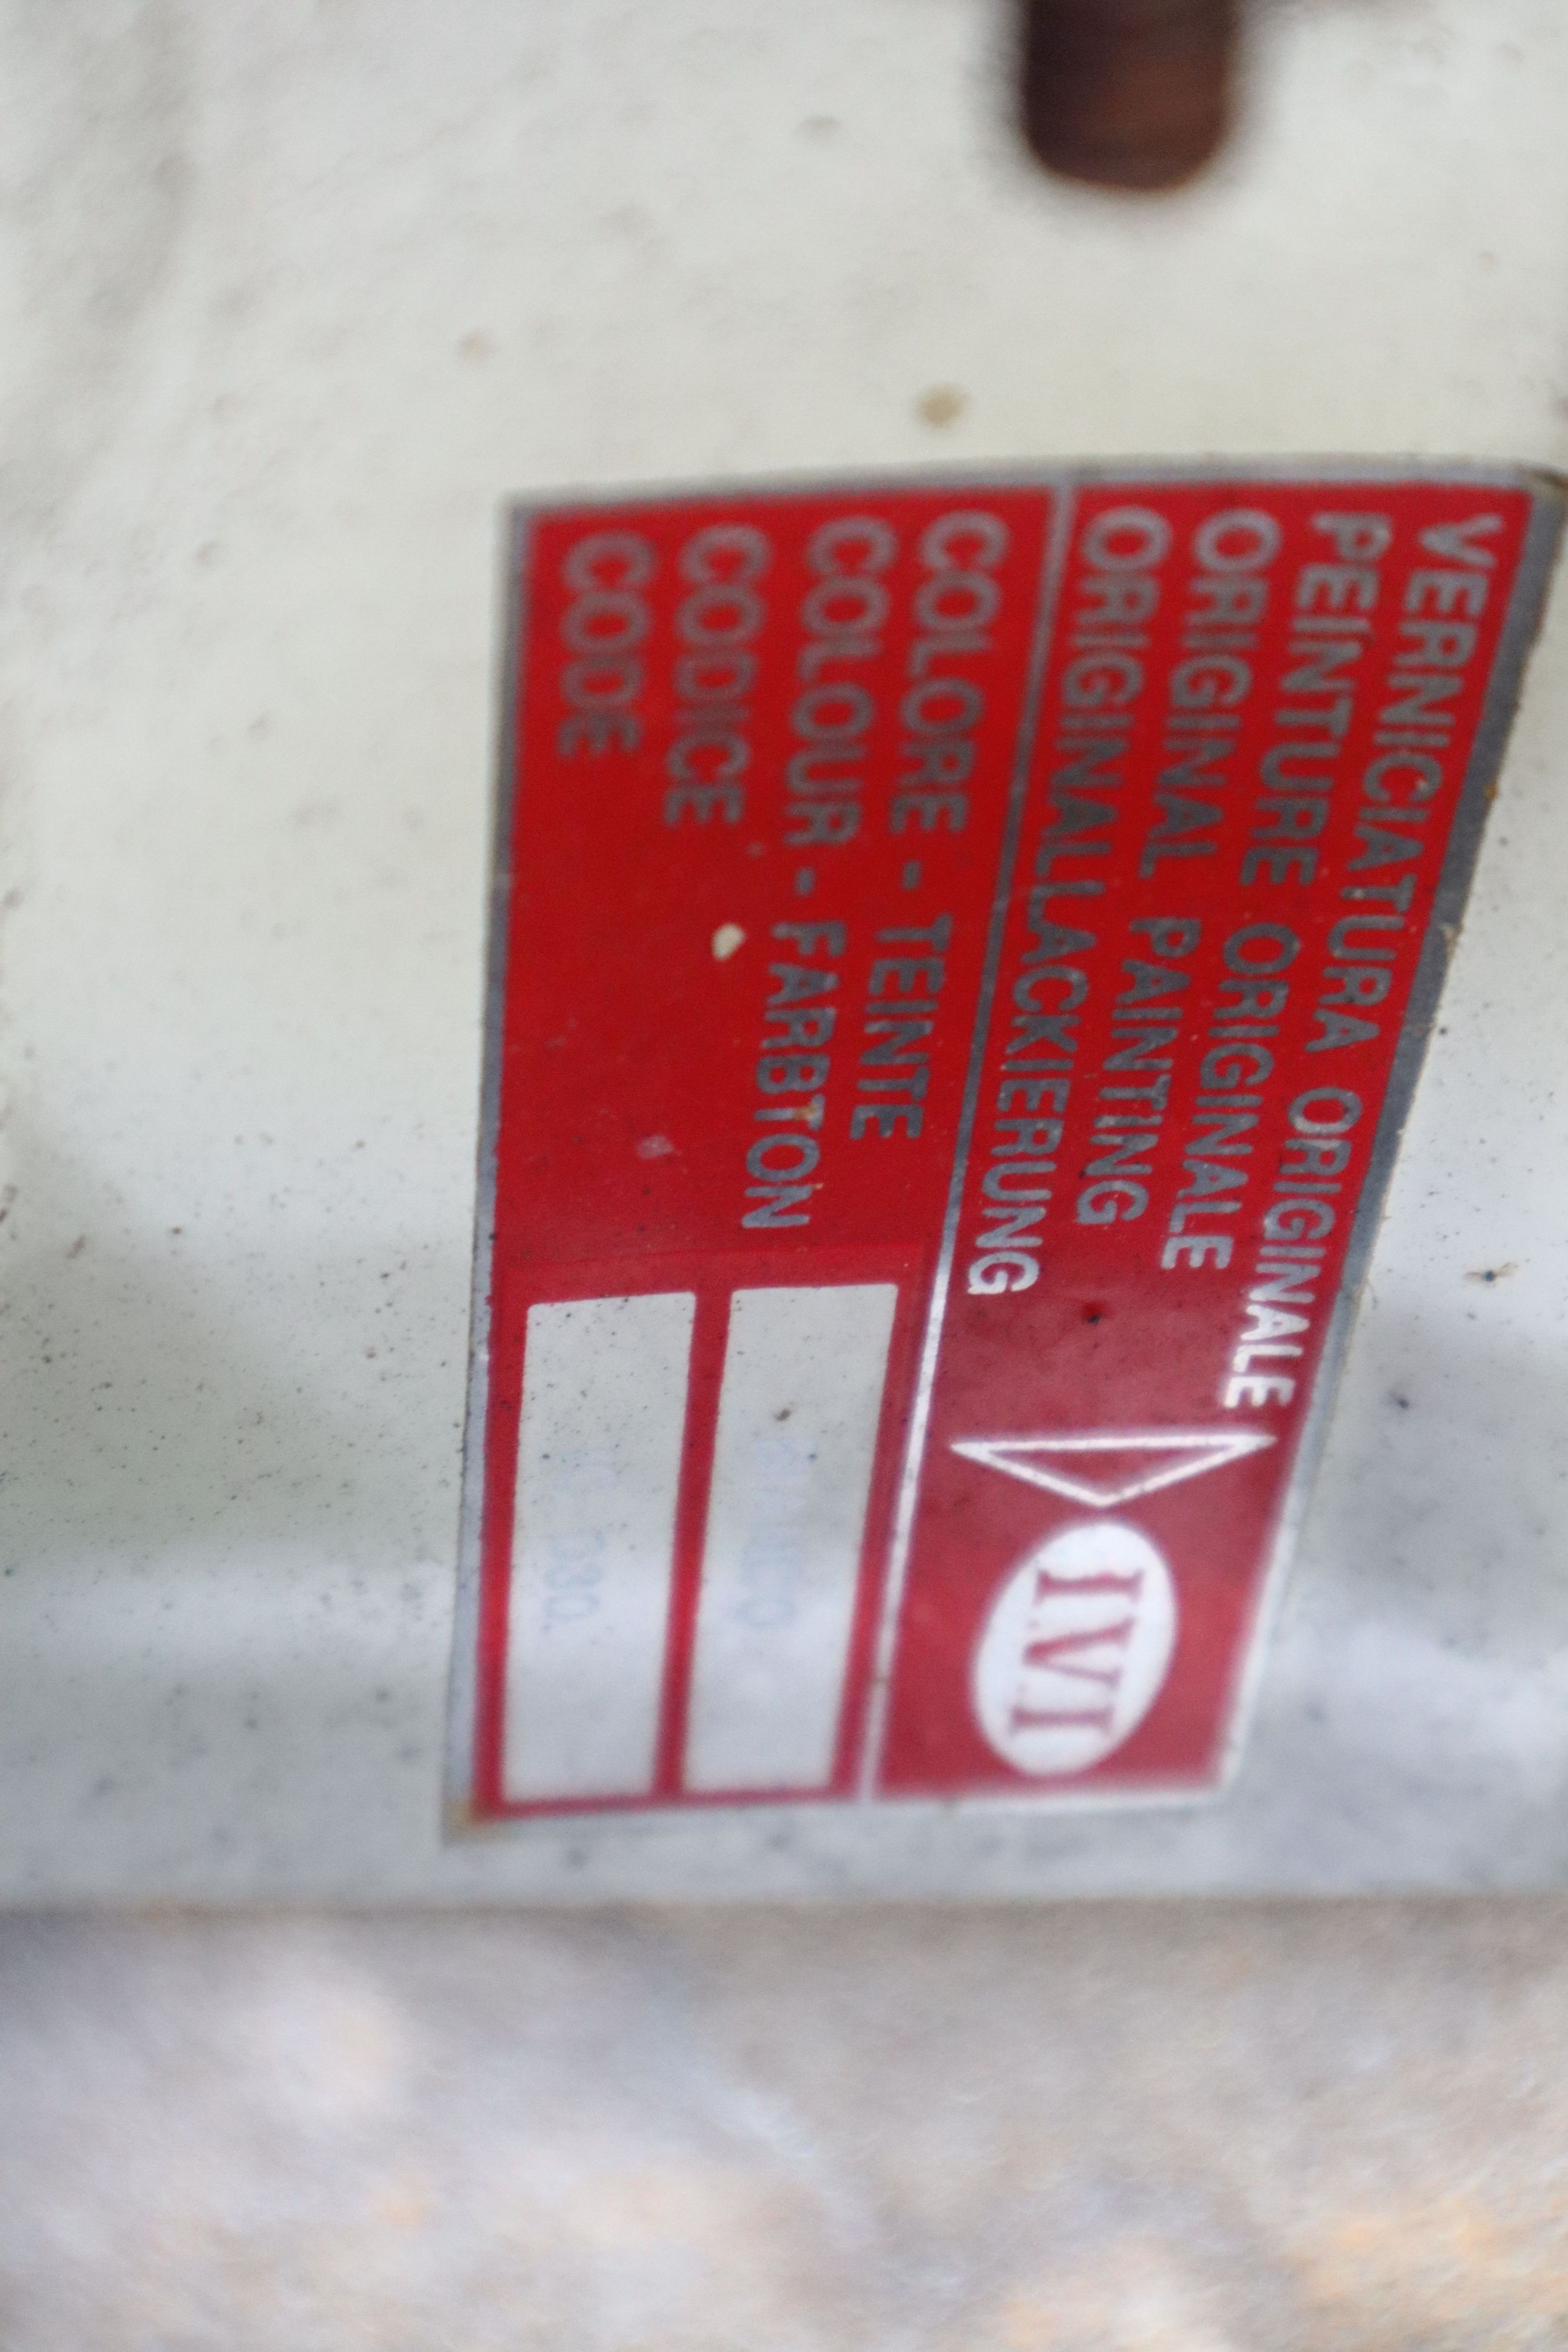 VERNICIATURA ORIGINALE
PEINTURE ORIGINALE
ORIGINAL PAINTING
ORIGINALLACKIERUNG
IVI
COLORE - TEINTE
COLOUR - FARBTON
CODICE
CODE